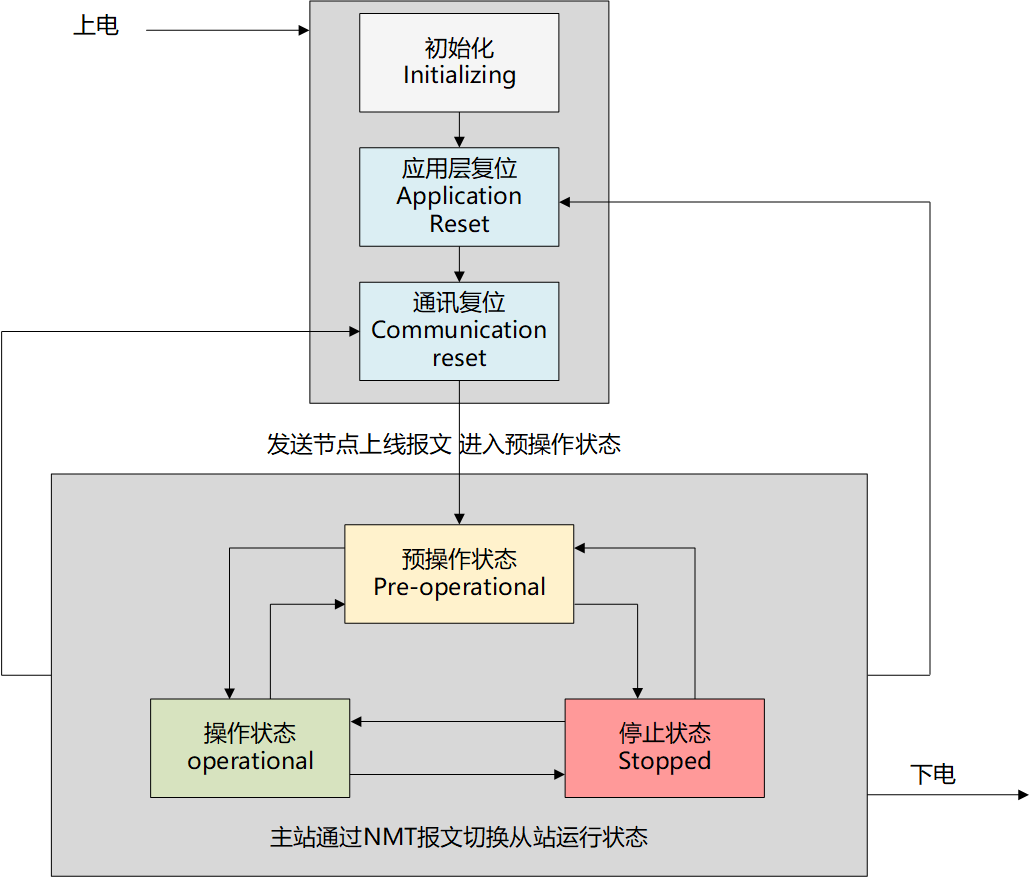 上电
初始化
Initializing
应用层复位
Application
Reset
通讯复位
Communication
reset
发送节点上线报文 进入预操作状态
预操作状态
Pre-operational
操作状态
operational
停止状态
Stopped
下电
主站通过NMT报文切换从站运行状态